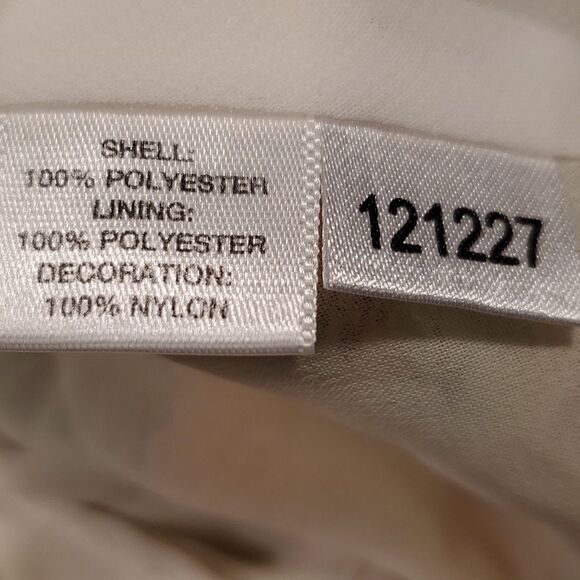 SHELL:
100% POLYESTER
LINING:
100% POLYESTER
DECORATION:
100% NYLON
121227